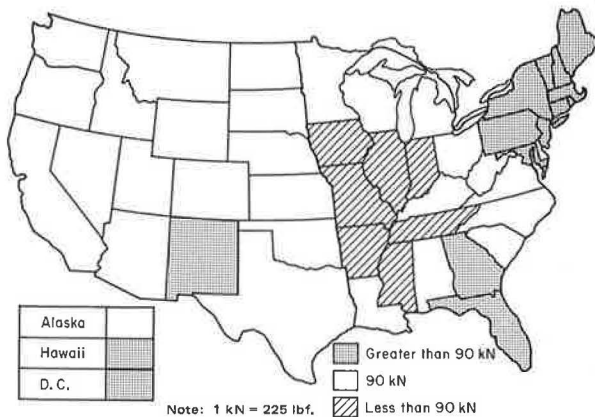 Alaska
Hawaii
D. C.
Greater than 90 kN
90 kN
Less than 90 kN
Note: 1 kN = 225 lbf.